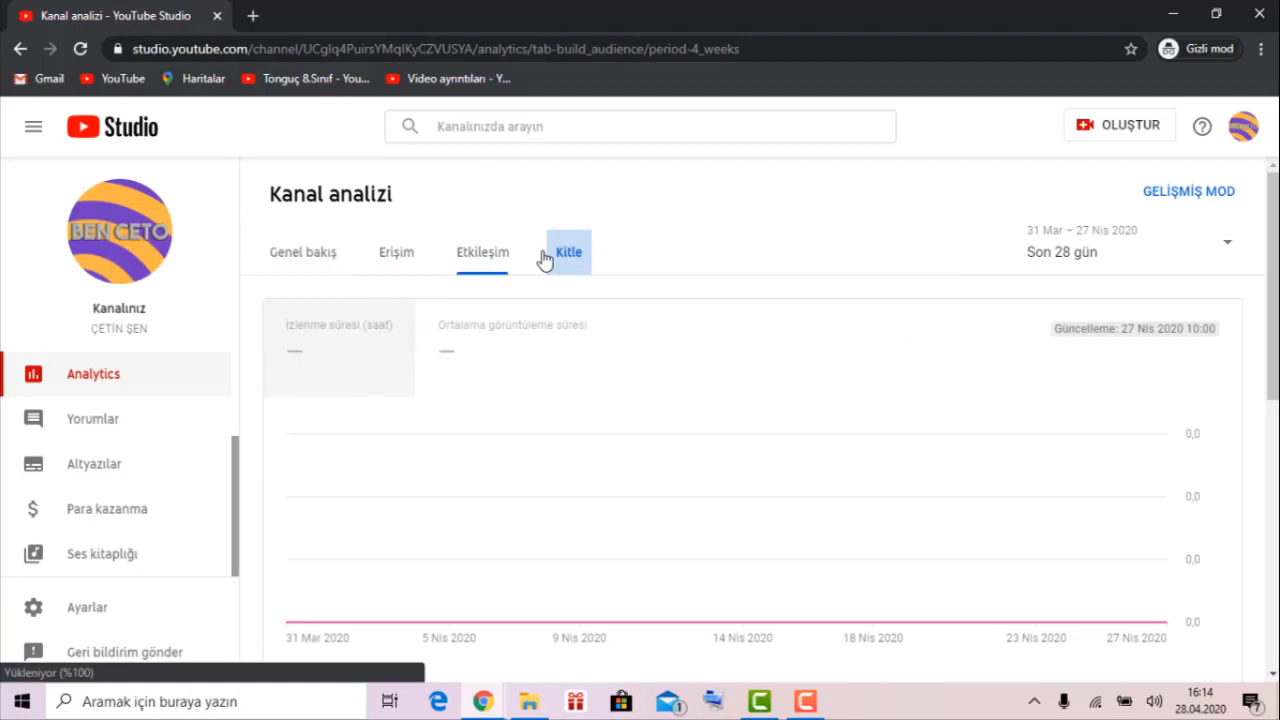 Kanal analizi - YouTube Studio
studio.youtube.com/channel/UCglq4PuirsYMqIKyCZVUSYA/analytics/tab-build_audience/period-4_weeks
Gizli mod
Gmail
YouTube
Haritalar
Tonguç 8.Sınıf - You...
Video ayrıntıları - Y...
Studio
Kanalınızda arayın
OLUŞTUR
BEN CETO
Kanalınız
ÇETİN ŞEN
Analytics
Yorumlar
Altyazılar
Para kazanma
Ses kitaplığı
Ayarlar
Geri bildirim gönder
Kanal analizi
GELİŞMİŞ MOD
Genel bakış
Erişim
Etkileşim
Kitle
31 Mar – 27 Nis 2020
Son 28 gün
İzlenme süresi (saat)
—
Ortalama görüntüleme süresi
—
Güncelleme: 27 Nis 2020 10:00
0,0
0,0
0,0
0,0
31 Mar 2020
5 Nis 2020
9 Nis 2020
14 Nis 2020
18 Nis 2020
23 Nis 2020
27 Nis 2020
Yükleniyor (%100)
Aramak için buraya yazın
1
16:14
28.04.2020
7